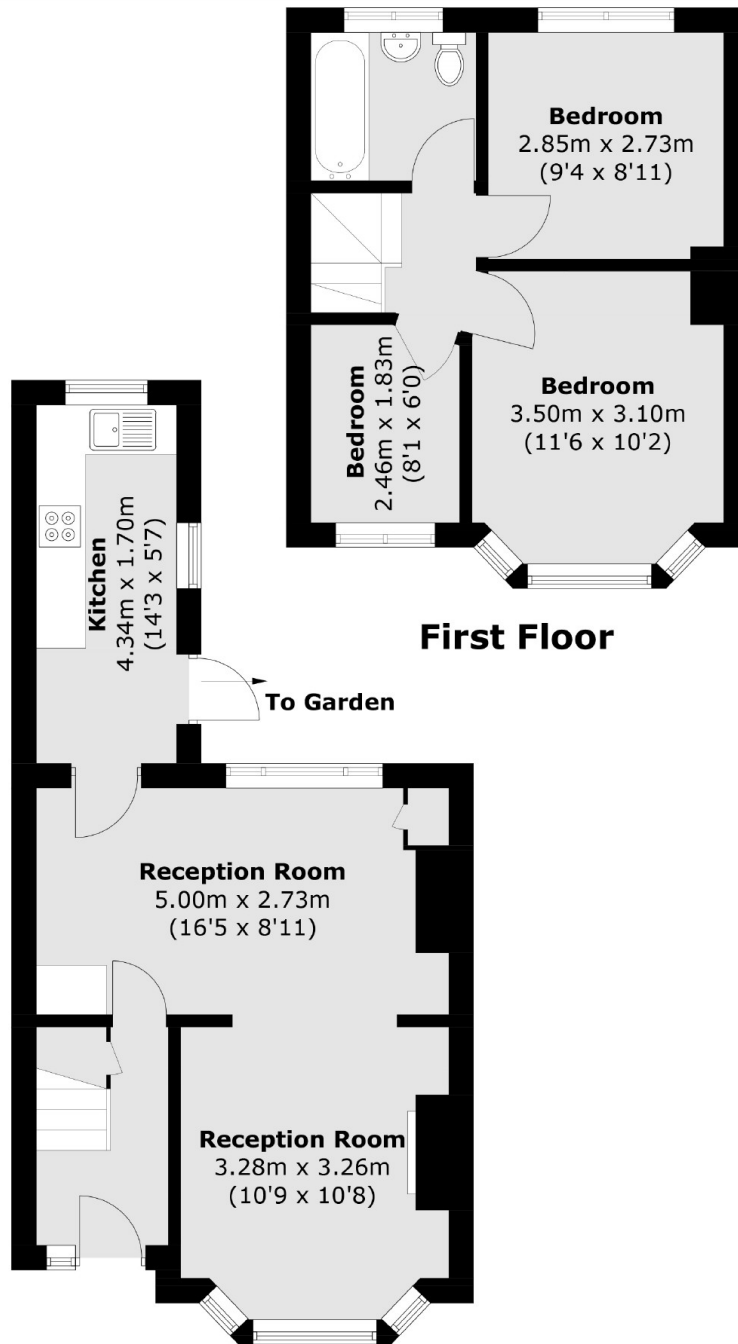 Bedroom
2.85m x 2.73m
(9'4 x 8'11)
Bedroom
2.46m x 1.83m
(8'1 x 6'0)
Bedroom
3.50m x 3.10m
(11'6 x 10'2)
First Floor
Kitchen
4.34m x 1.70m
(14'3 x 5'7)
To Garden
Reception Room
5.00m x 2.73m
(16'5 x 8'11)
Reception Room
3.28m x 3.26m
(10'9 x 10'8)